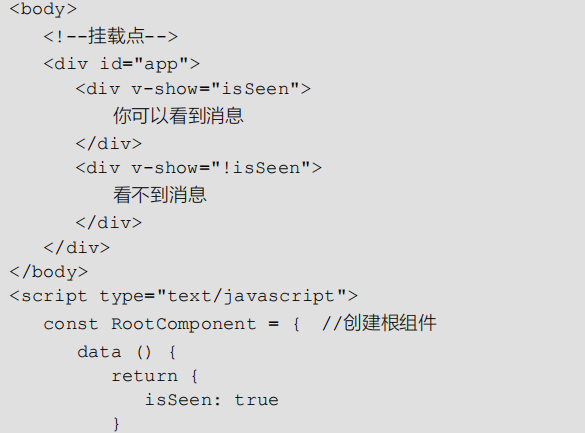 <body>
<!--挂载点-->
<div id="app">
<div v-show="isSeen">
你可以看到消息
</div>
<div v-show="!isSeen">
看不到消息
</div>
</div>
</body>
<script type="text/javascript">
const RootComponent = { //创建根组件
data () {
return {
isSeen: true
}